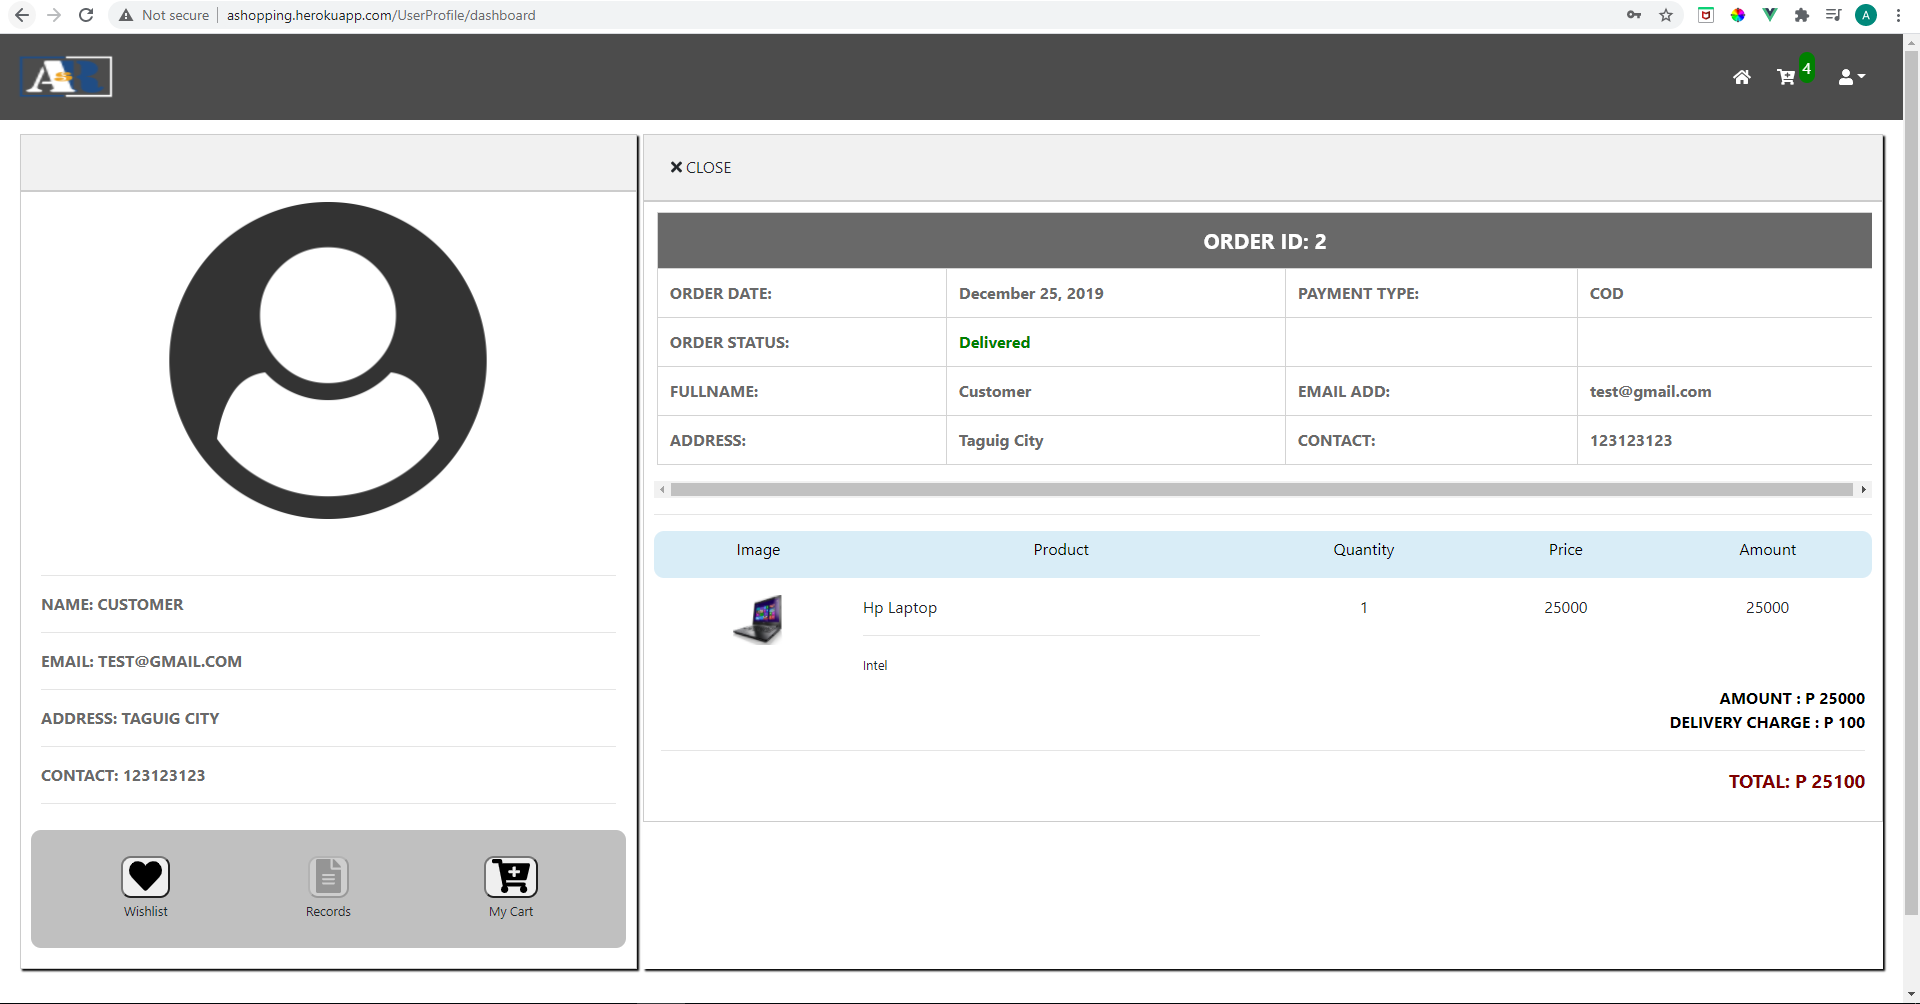 Not secure
ashopping.herokuapp.com/UserProfile/dashboard
A
AsR
4
CLOSE
ORDER ID: 2
ORDER DATE: December 25, 2019 PAYMENT TYPE: COD
ORDER STATUS: Delivered
FULLNAME: Customer EMAIL ADD: test@gmail.com
ADDRESS: Taguig City CONTACT: 123123123
Image Product Quantity Price Amount
Hp Laptop 1 25000 25000
Intel
AMOUNT : P 25000
DELIVERY CHARGE : P 100
TOTAL: P 25100
NAME: CUSTOMER
EMAIL: TEST@GMAIL.COM
ADDRESS: TAGUIG CITY
CONTACT: 123123123
Wishlist
Records
My Cart